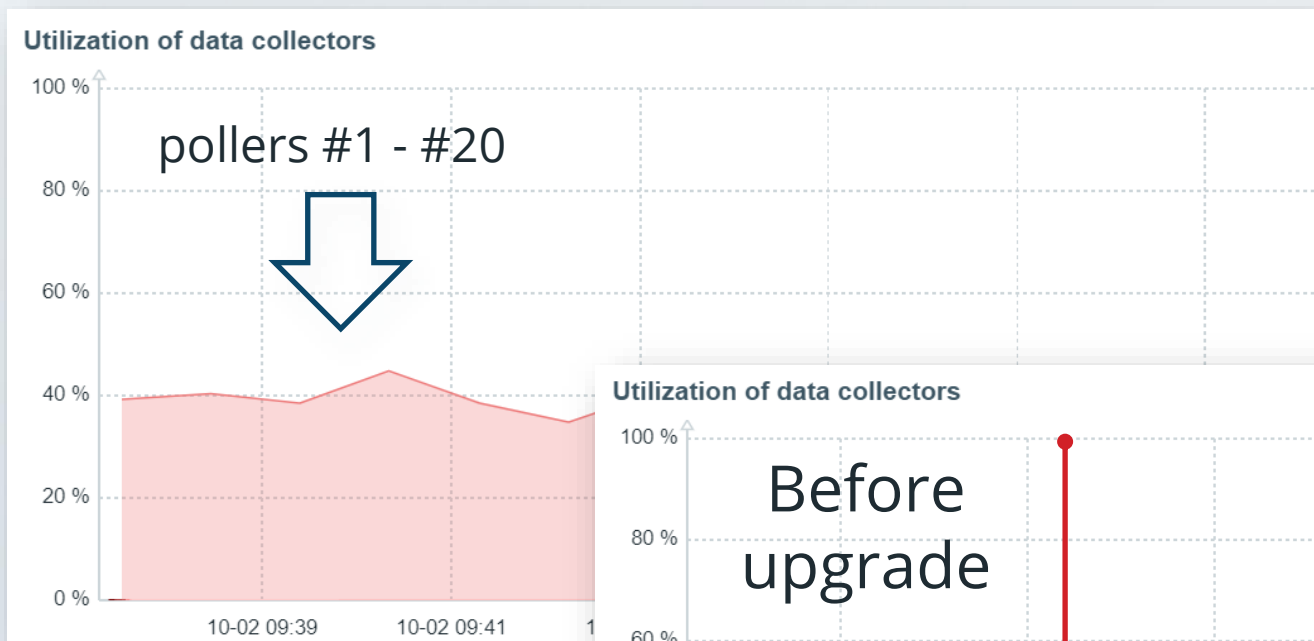 Utilization of data collectors
100 %
pollers #1 - #20
80 %
60 %
40 %
20 %
0 %
10-02 09:39
10-02 09:41
Utilization of data collectors
100 %
Before
upgrade
80 %
60 %